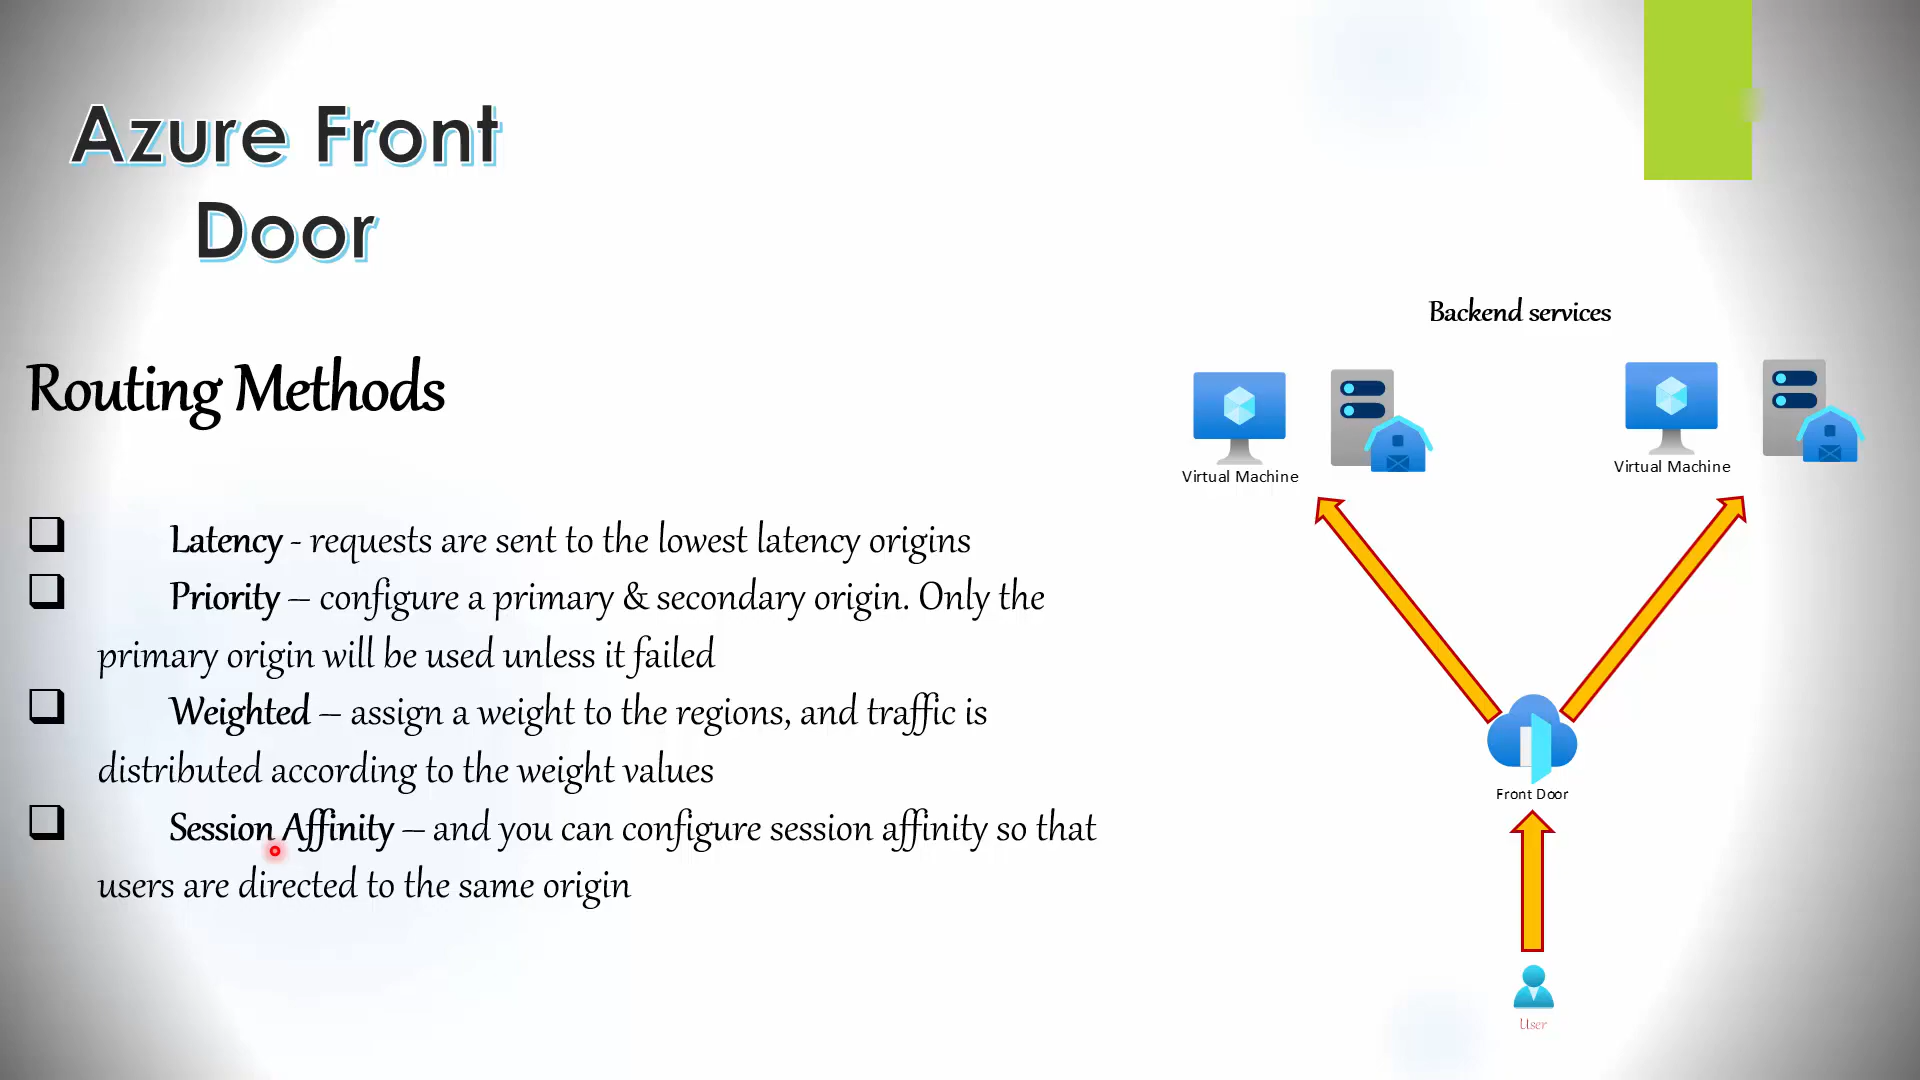 Azure Front
Door
Backend services
Routing Methods
Virtual Machine
Virtual Machine
Latency - requests are sent to the lowest latency origins
Priority – configure a primary & secondary origin. Only the
primary origin will be used unless it failed
Weighted – assign a weight to the regions, and traffic is
distributed according to the weight values
Session Affinity – and you can configure session affinity so that
users are directed to the same origin
Front Door
User